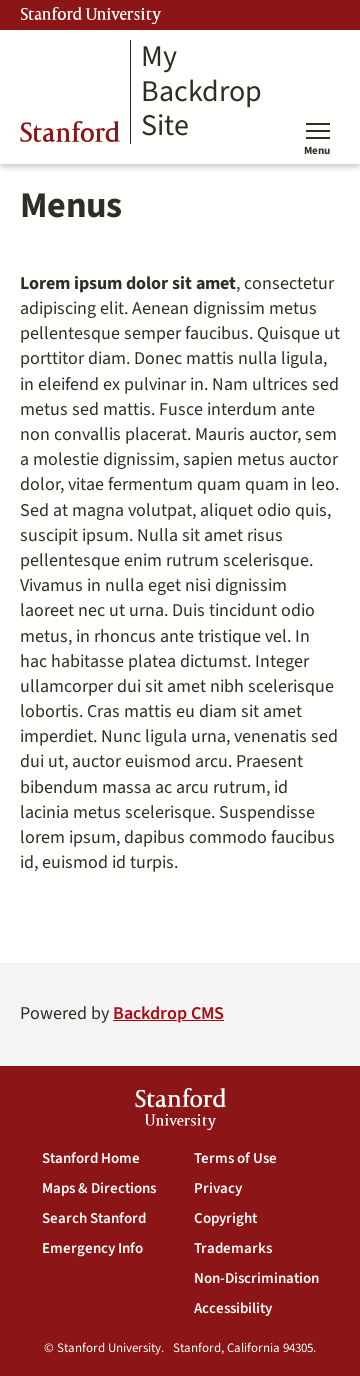 Stanford University
Stanford
My
Backdrop
Site
Menu
Menus
Lorem ipsum dolor sit amet, consectetur
adipiscing elit. Aenean dignissim metus
pellentesque semper faucibus. Quisque ut
porttitor diam. Donec mattis nulla ligula,
in eleifend ex pulvinar in. Nam ultrices sed
metus sed mattis. Fusce interdum ante
non convallis placerat. Mauris auctor, sem
a molestie dignissim, sapien metus auctor
dolor, vitae fermentum quam quam in leo.
Sed at magna volutpat, aliquet odio quis,
suscipit ipsum. Nulla sit amet risus
pellentesque enim rutrum scelerisque.
Vivamus in nulla eget nisi dignissim
laoreet nec ut urna. Duis tincidunt odio
metus, in rhoncus ante tristique vel. In
hac habitasse platea dictumst. Integer
ullamcorper dui sit amet nibh scelerisque
lobortis. Cras mattis eu diam sit amet
imperdiet. Nunc ligula urna, venenatis sed
dui ut, auctor euismod arcu. Praesent
bibendum massa ac arcu rutrum, id
lacinia metus scelerisque. Suspendisse
lorem ipsum, dapibus commodo faucibus
id, euismod id turpis.
Powered by Backdrop CMS
Stanford
University
Stanford Home
Maps & Directions
Search Stanford
Emergency Info
Terms of Use
Privacy
Copyright
Trademarks
Non-Discrimination
Accessibility
© Stanford University. Stanford, California 94305.